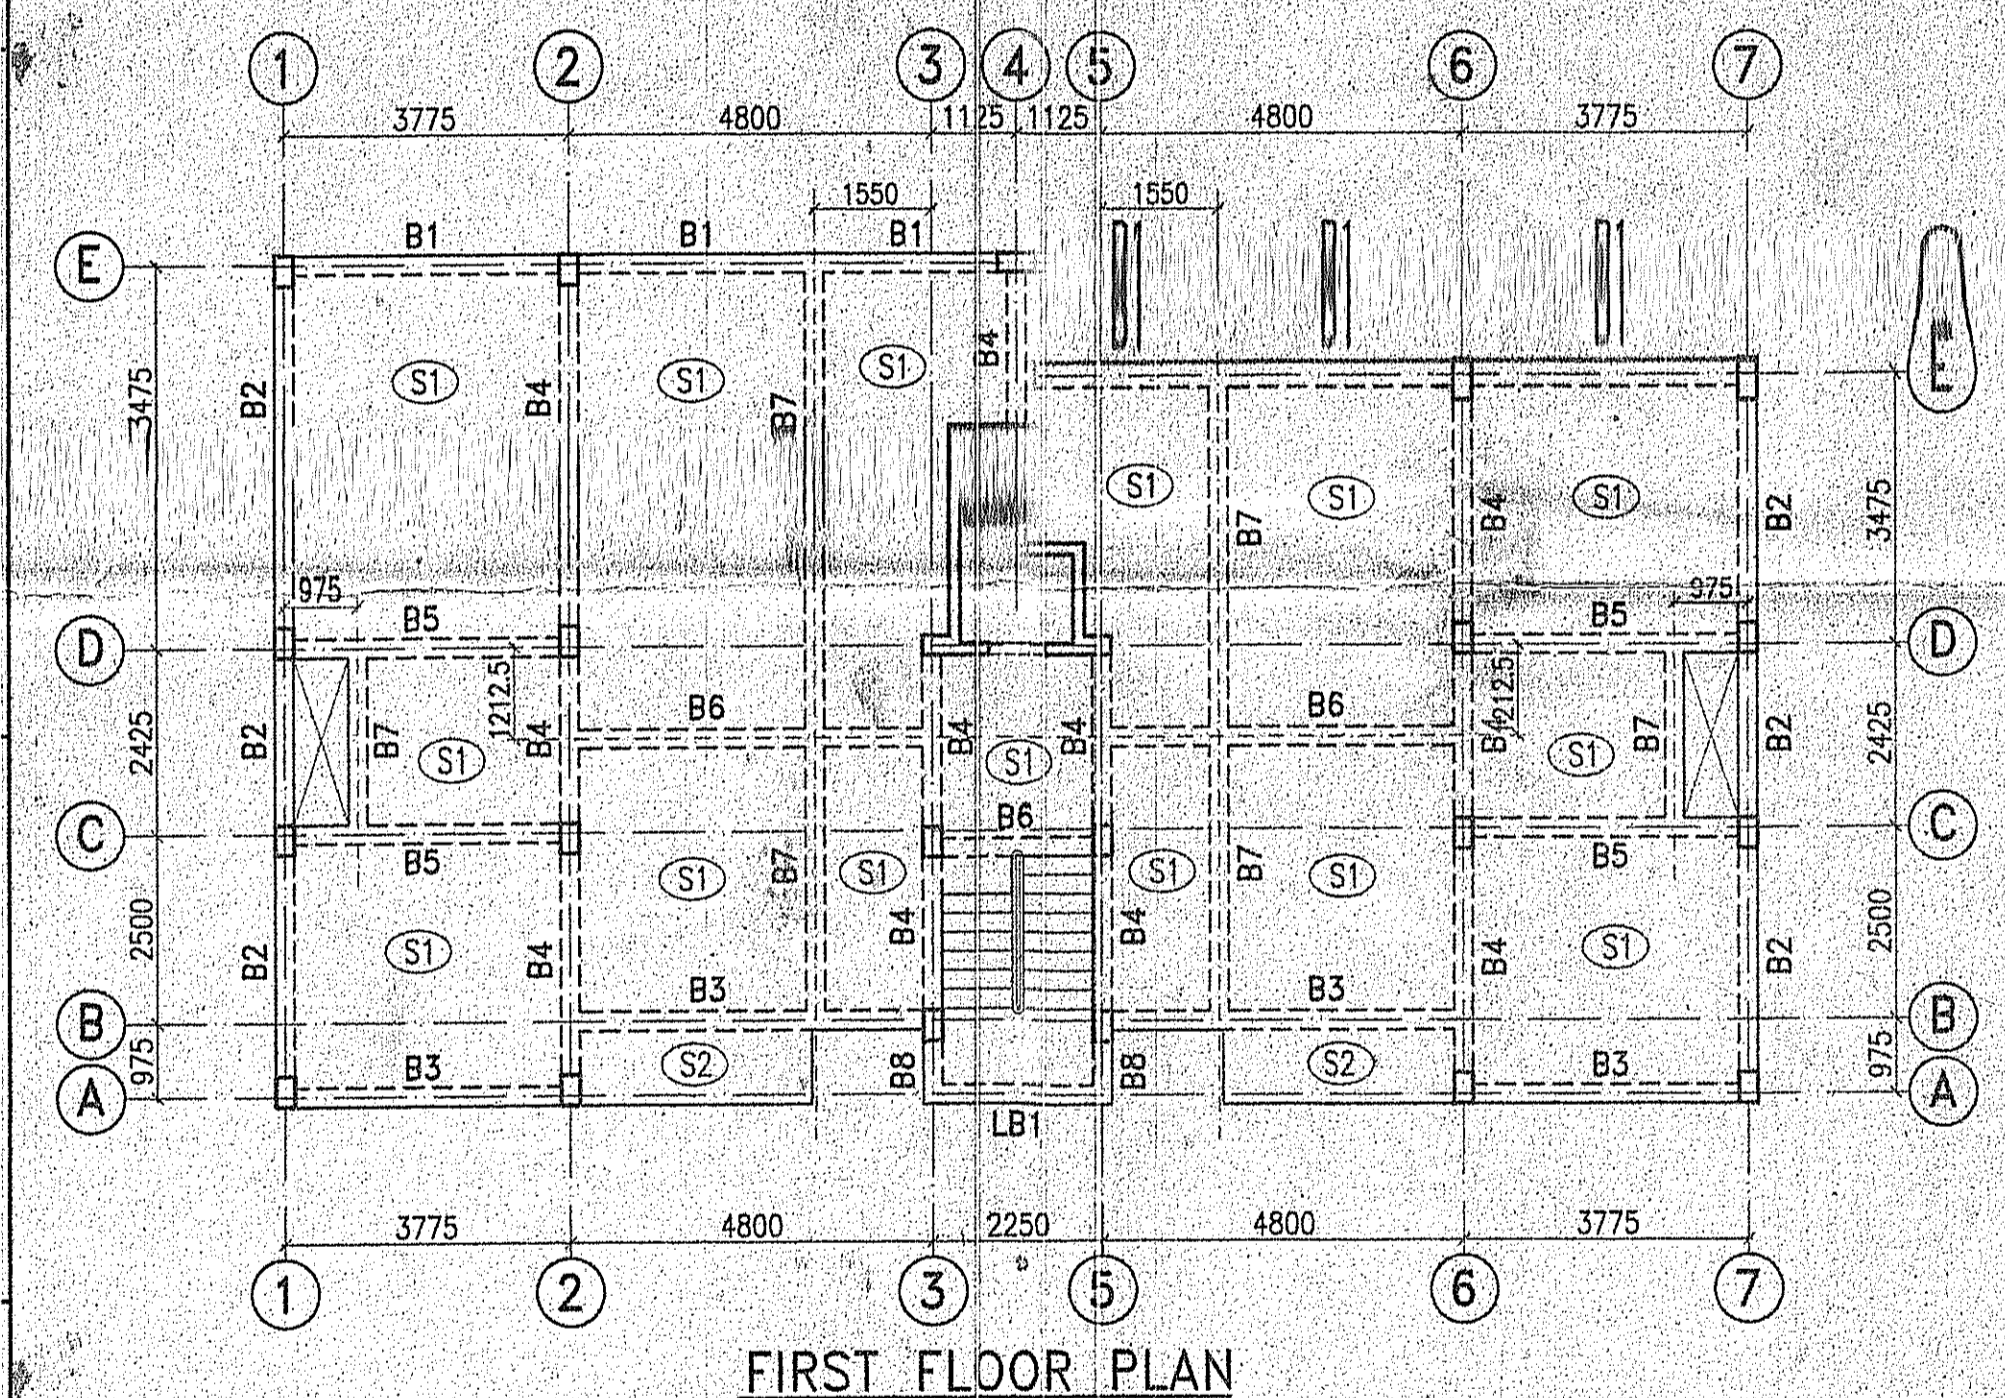 1 2 3 4 5 6 7
3775 4800 1125 1125 4800 3775
1550 1550
B1 B1 B1
E
B4
S1 S1 S1
B2 B4 B7
3475
S1 S1 S1
B7 B4 B2
3475
975 975
B5 B5
D D
1212.5 1212.5
B6 B6
2425 B2 B7 S1 B4 B4 S1 B4 B4 S1 B7 B2 2425
B6
C C
B5 B5
S1 B7 S1 S1 B7 S1
2500 B2 S1 B4 B4 B4 B4 S1 B2 2500
B3 B3
B B
975 B3 S2 B8 B8 S2 B3 975
A A
LB1
3775 4800 2250 4800 3775
1 2 3 5 6 7
FIRST FLOOR PLAN